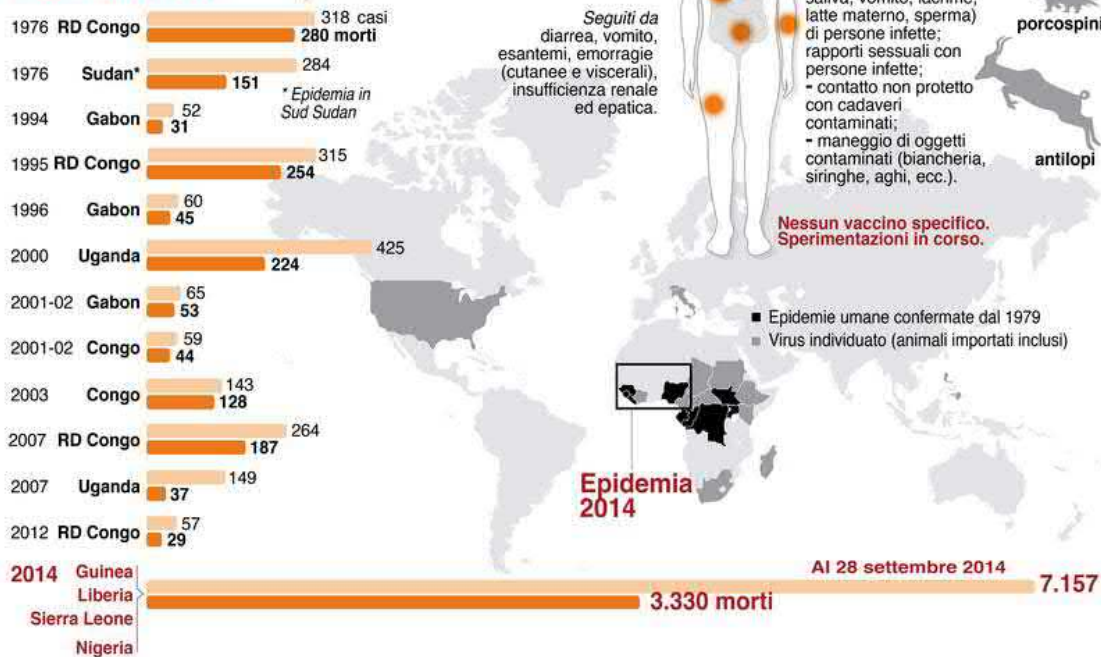 1976 RD Congo 318 casi
280 morti
1976 Sudan* 284
151
* Epidemia in
Sud Sudan
1994 Gabon 52
31
1995 RD Congo 315
254
1996 Gabon 60
45
2000 Uganda 425
224
2001-02 Gabon 65
53
2001-02 Congo 59
44
2003 Congo 143
128
2007 RD Congo 264
187
2007 Uganda 149
37
2012 RD Congo 57
29
2014 Guinea
Liberia
Sierra Leone
Nigeria
Al 28 settembre 2014
7.157
3.330 morti
Seguiti da
diarrea, vomito,
esantemi, emorragie
(cutanee e viscerali),
insufficienza renale
ed epatica.
saliva, vomito, lacrime,
latte materno, sperma)
di persone infette;
rapporti sessuali con
persone infette;
- contatto non protetto
con cadaveri
contaminati;
- maneggio di oggetti
contaminati (biancheria,
siringhe, aghi, ecc.).
porcospini
antilopi
Nessun vaccino specifico.
Sperimentazioni in corso.
Epidemie umane confermate dal 1979
Virus individuato (animali importati inclusi)
Epidemia
2014